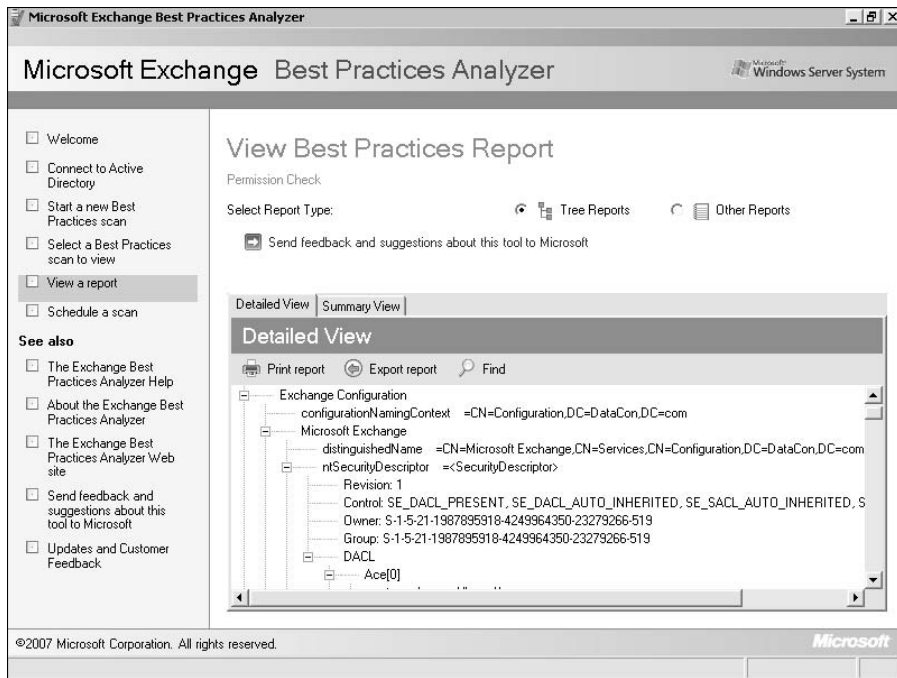 Microsoft Exchange Best Practices Analyzer
Microsoft Exchange Best Practices Analyzer
Microsoft
Windows Server System
Welcome
Connect to Active
Directory
Start a new Best
Practices scan
Select a Best Practices
scan to view
View a report
Schedule a scan
See also
The Exchange Best
Practices Analyzer Help
About the Exchange Best
Practices Analyzer
The Exchange Best
Practices Analyzer Web
site
Send feedback and
suggestions about this
tool to Microsoft
Updates and Customer
Feedback
View Best Practices Report
Permission Check
Select Report Type: Tree Reports Other Reports
Send feedback and suggestions about this tool to Microsoft
Detailed View Summary View
Detailed View
Print report Export report Find
Exchange Configuration
configurationNamingContext =CN=Configuration,DC=DataCon,DC=com
Microsoft Exchange
distinguishedName =CN=Microsoft Exchange,CN=Services,CN=Configuration,DC=DataCon,DC=com
ntSecurityDescriptor =<SecurityDescriptor>
Revision: 1
Control: SE_DACL_PRESENT, SE_DACL_AUTO_INHERITED, SE_SACL_AUTO_INHERITED, S
Owner: S-1-5-21-1987895918-4249964350-23279266-519
Group: S-1-5-21-1987895918-4249964350-23279266-519
DACL
Ace[0]
©2007 Microsoft Corporation. All rights reserved.
Microsoft